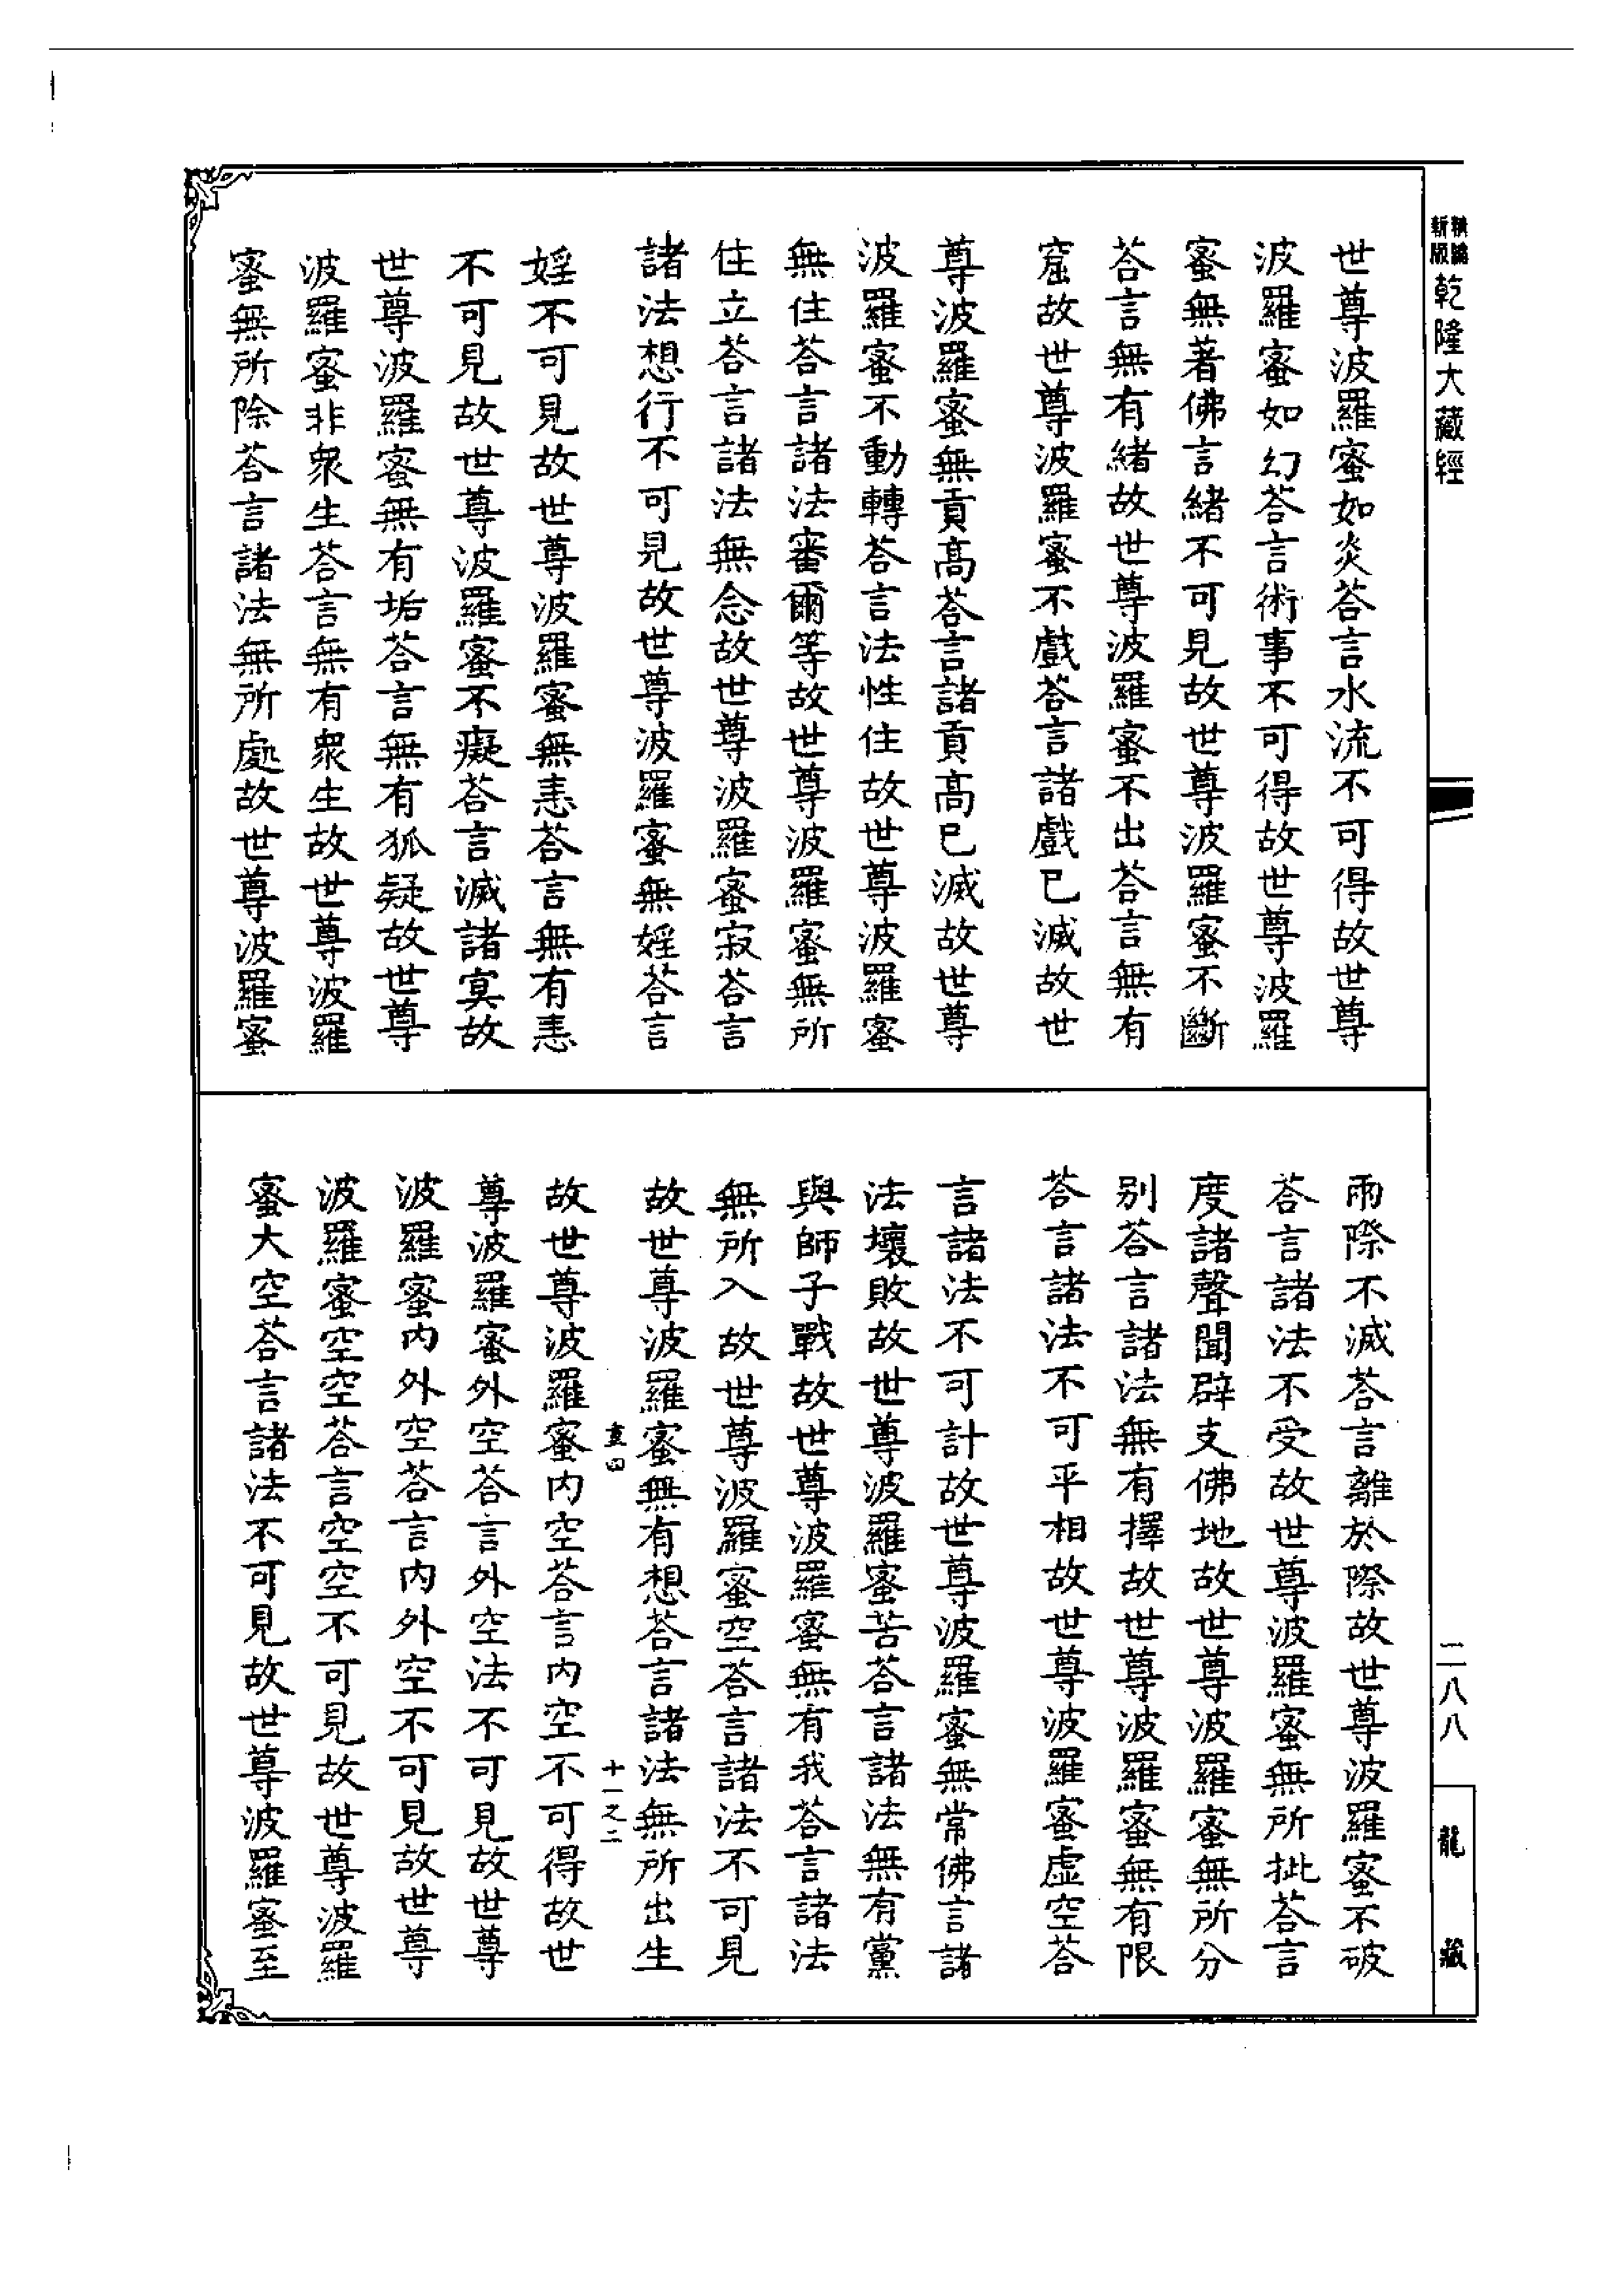 新版
乾隆大藏經
世尊波羅蜜如炎荅言水流不可得故世尊
波羅蜜如幻荅言術事不可得故世尊波羅
蜜無著佛言緒不可見故世尊波羅蜜不斷
荅言無有緒故世尊波羅蜜不出荅言無有
窟故世尊波羅蜜不戲荅言諸戲已滅故世
尊波羅蜜無貢高荅言諸貢高已滅故世尊
波羅蜜不動轉荅言法性住故世尊波羅蜜
無住荅言諸法審爾等故世尊波羅蜜無所
住立荅言諸法無念故世尊波羅蜜寂荅言
諸法想行不可見故世尊波羅蜜無婬荅言
婬不可見故世尊波羅蜜無恚荅言無有恚
不可見故世尊波羅蜜不癡荅言滅諸冥故
世尊波羅蜜無有垢荅言無有狐疑故世尊
波羅蜜非衆生荅言無有衆生故世尊波羅
蜜無所除荅言諸法無所處故世尊波羅蜜
兩際不滅荅言離於際故世尊波羅蜜不破
荅言諸法不受故世尊波羅蜜無所抋荅言
度諸聲聞辟支佛地故世尊波羅蜜無所分
別荅言諸法無有擇故世尊波羅蜜無有限
荅言諸法不可平相故世尊波羅蜜虛空荅
言諸法不可計故世尊波羅蜜無常佛言諸
法壞敗故世尊波羅蜜苦荅言諸法無有黨
與師子戰故世尊波羅蜜無有我荅言諸法
無所入故世尊波羅蜜空荅言諸法不可見
故世尊波羅蜜無有想荅言諸法無所出生
十一之二
故世尊波羅蜜內空荅言內空不可得故世
尊波羅蜜外空荅言外空法不可見故世尊
波羅蜜內外空荅言內外空不可見故世尊
波羅蜜空空荅言空空不可見故世尊波羅
蜜大空荅言諸法不可見故世尊波羅蜜至
二八八
龍藏